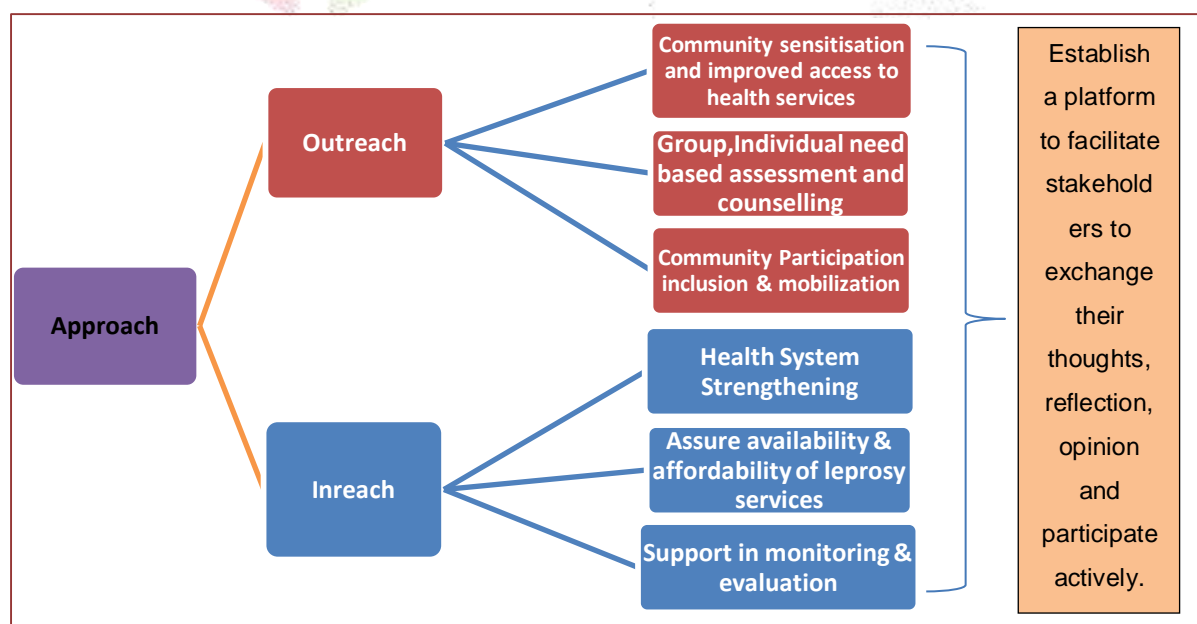 Approach
Outreach
Community sensitisation
and improved access to
health services
Group,Individual need
based assessment and
counselling
Community Participation
inclusion & mobilization
Inreach
Health System
Strengthening
Assure availability &
affordability of leprosy
services
Support in monitoring &
evaluation
Establish
a platform
to facilitate
stakehold
ers to
exchange
their
thoughts,
reflection,
opinion
and
participate
actively.